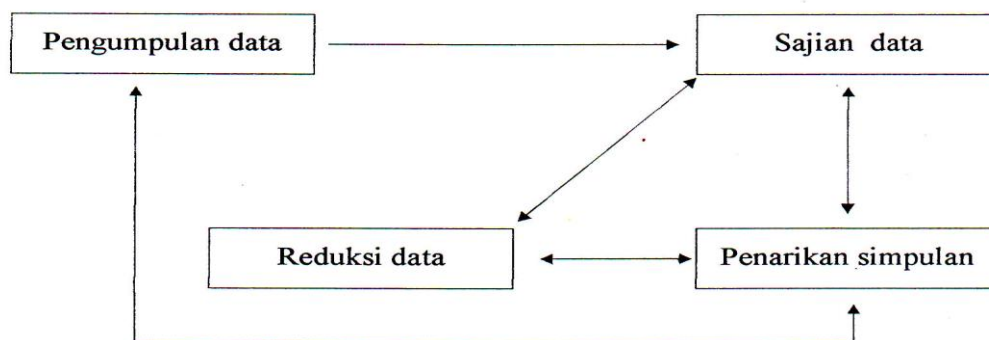 Pengumpulan data
Sajian data
Reduksi data
Penarikan simpulan